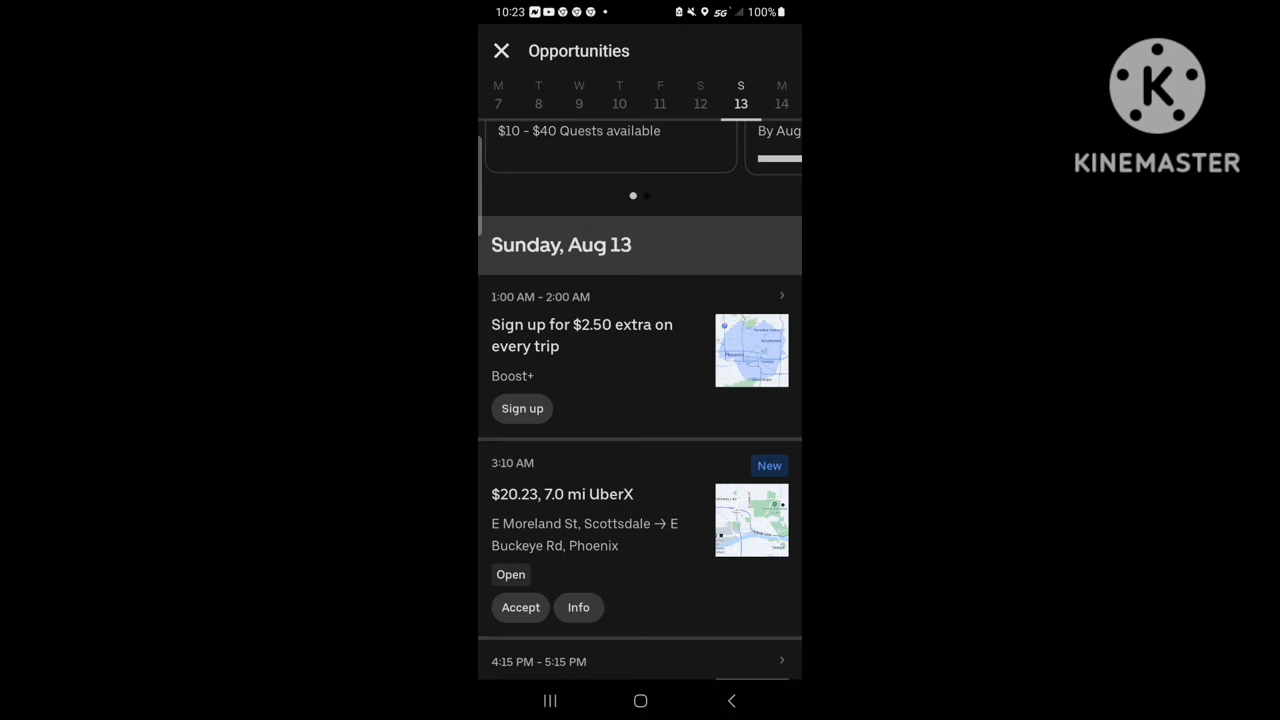 10:23
5G
100%
Opportunities
M T W T F S S M
7 8 9 10 11 12 13 14
$10 - $40 Quests available
By Aug
Sunday, Aug 13
1:00 AM - 2:00 AM
Sign up for $2.50 extra on
every trip
Boost+
Sign up
Phoenix
3:10 AM
New
$20.23, 7.0 mi UberX
E Moreland St, Scottsdale → E
Buckeye Rd, Phoenix
Open
Accept
Info
Tempe
4:15 PM - 5:15 PM
K
KINEMASTER